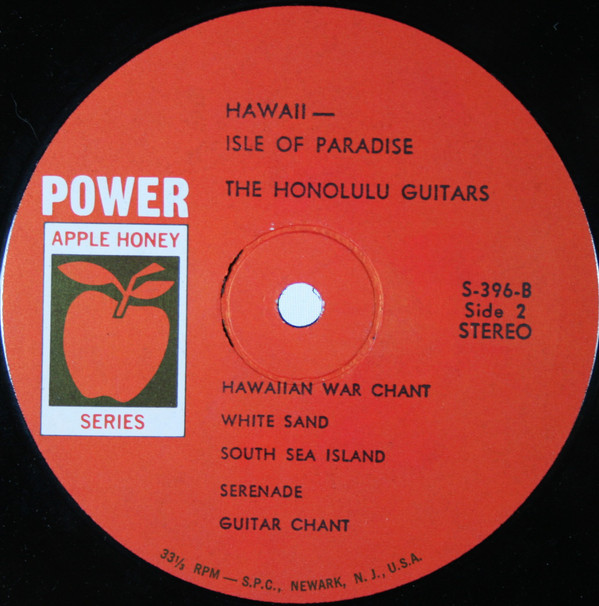 HAWAII —
ISLE OF PARADISE
THE HONOLULU GUITARS
POWER
APPLE HONEY
SERIES
S-396-B
Side 2
STEREO
HAWAIIAN WAR CHANT
WHITE SAND
SOUTH SEA ISLAND
SERENADE
GUITAR CHANT
33⅓ RPM — S.P.C., NEWARK, N. J., U.S.A.